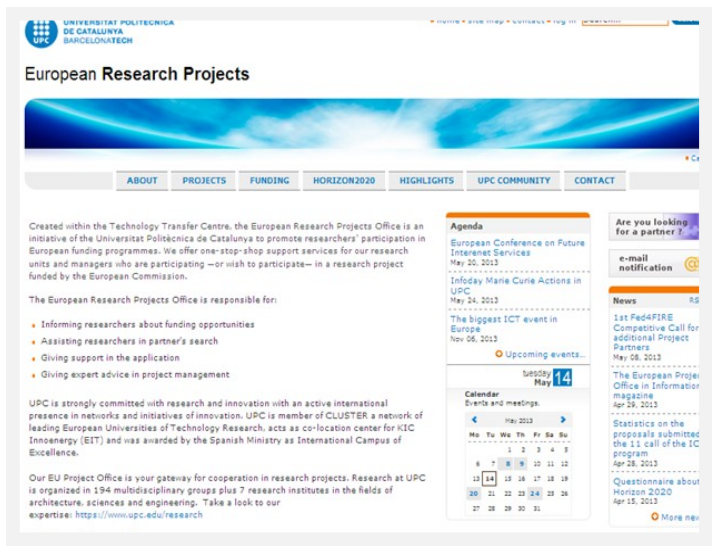 UNIVERSITAT POLITÈCNICA
DE CATALUNYA
BARCELONATECH
UPC
home • site map • contact • log in
European Research Projects
ABOUT PROJECTS FUNDING HORIZON2020 HIGHLIGHTS UPC COMMUNITY CONTACT
Created within the Technology Transfer Centre, the European Research Projects Office is an
initiative of the Universitat Politècnica de Catalunya to promote researchers' participation in
European funding programmes. We offer one-stop-shop support services for our research
units and managers who are participating —or wish to participate— in a research project
funded by the European Commission.
The European Research Projects Office is responsible for:
Informing researchers about funding opportunities
Assisting researchers in partner's search
Giving support in the application
Giving expert advice in project management
UPC is strongly committed with research and innovation with an active international
presence in networks and initiatives of innovation. UPC is member of CLUSTER a network of
leading European Universities of Technology Research, acts as co-location center for KIC
Innoenergy (EIT) and was awarded by the Spanish Ministry as International Campus of
Excellence.
Our EU Project Office is your gateway for cooperation in research projects. Research at UPC
is organized in 194 multidisciplinary groups plus 7 research institutes in the fields of
architecture, sciences and engineering. Take a look to our
expertise: https://www.upc.edu/research
Agenda
European Conference on Future
Interenet Services
May 20, 2013
Infoday Marie Curie Actions in
UPC
May 24, 2013
The biggest ICT event in
Europe
Nov 06, 2013
Upcoming events...
tuesday
May 14
Calendar
Events and meetings.
May 2013
Mo Tu We Th Fr Sa Su
1 2 3 4 5
6 7 8 9 10 11 12
13 14 15 16 17 18 19
20 21 22 23 24 25 26
27 28 29 30 31
Are you looking
for a partner ?
e-mail
notification @
News RS
1st Fed4FIRE
Competitive Call for
additional Project
Partners
May 08, 2013
The European Proje
Office in Information
magazine
Apr 29, 2013
Statistics on the
proposals submitted
the 11 call of the IC
program
Apr 28, 2013
Questionnaire about
Horizon 2020
Apr 15, 2013
More new